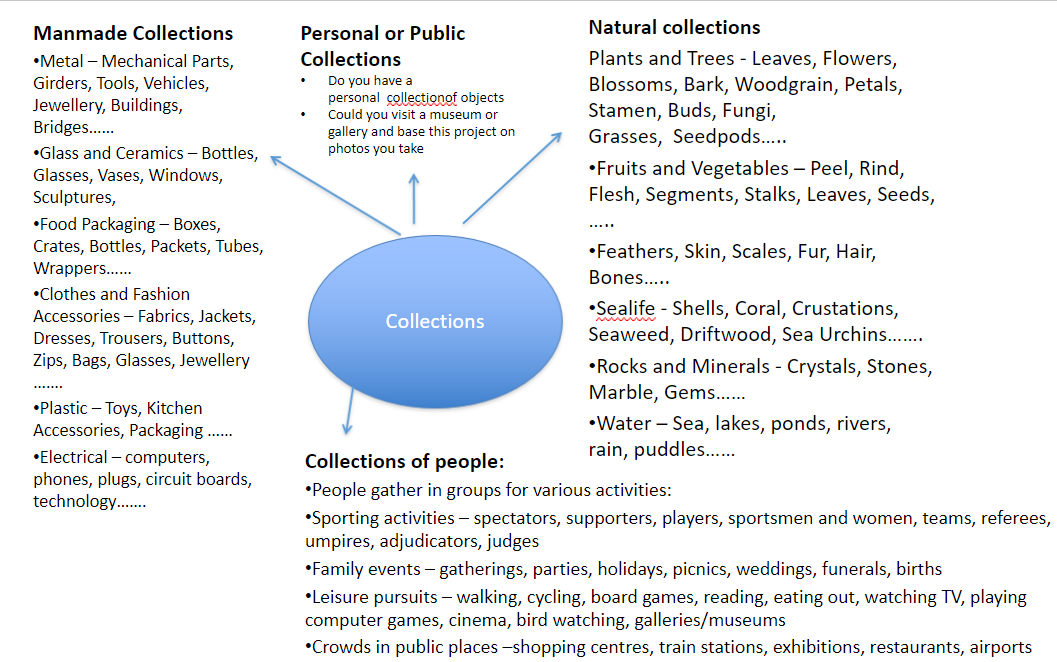 Manmade Collections
•Metal – Mechanical Parts,
Girders, Tools, Vehicles,
Jewellery, Buildings,
Bridges……
•Glass and Ceramics – Bottles,
Glasses, Vases, Windows,
Sculptures,
•Food Packaging – Boxes,
Crates, Bottles, Packets, Tubes,
Wrappers……
•Clothes and Fashion
Accessories – Fabrics, Jackets,
Dresses, Trousers, Buttons,
Zips, Bags, Glasses, Jewellery
…….
•Plastic – Toys, Kitchen
Accessories, Packaging ……
•Electrical – computers,
phones, plugs, circuit boards,
technology…….
Personal or Public
Collections
• Do you have a
personal collectionof objects
• Could you visit a museum or
gallery and base this project on
photos you take
Natural collections
Plants and Trees - Leaves, Flowers,
Blossoms, Bark, Woodgrain, Petals,
Stamen, Buds, Fungi,
Grasses, Seedpods…..
•Fruits and Vegetables – Peel, Rind,
Flesh, Segments, Stalks, Leaves, Seeds,
…..
•Feathers, Skin, Scales, Fur, Hair,
Bones…..
•Sealife - Shells, Coral, Crustations,
Seaweed, Driftwood, Sea Urchins…….
•Rocks and Minerals - Crystals, Stones,
Marble, Gems……
•Water – Sea, lakes, ponds, rivers,
rain, puddles……
Collections
Collections of people:
•People gather in groups for various activities:
•Sporting activities – spectators, supporters, players, sportsmen and women, teams, referees,
umpires, adjudicators, judges
•Family events – gatherings, parties, holidays, picnics, weddings, funerals, births
•Leisure pursuits – walking, cycling, board games, reading, eating out, watching TV, playing
computer games, cinema, bird watching, galleries/museums
•Crowds in public places –shopping centres, train stations, exhibitions, restaurants, airports